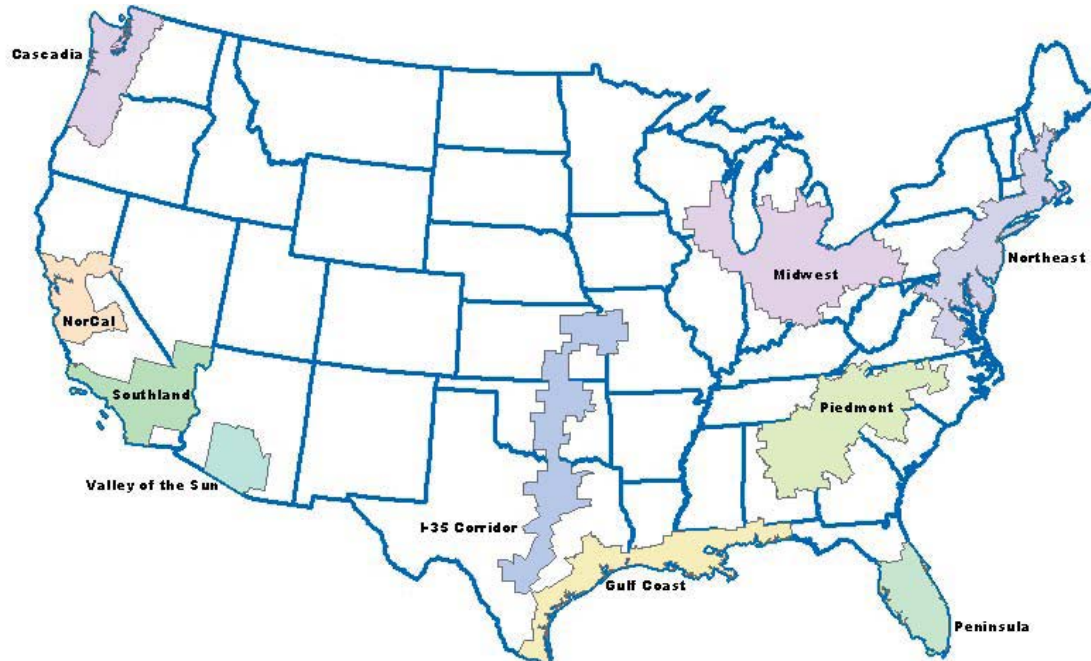 Cascadia
Northeast
Midwest
NorCal
Southland
Piedmont
Valley of the Sun
I-35 Corridor
Gulf Coast
Peninsula